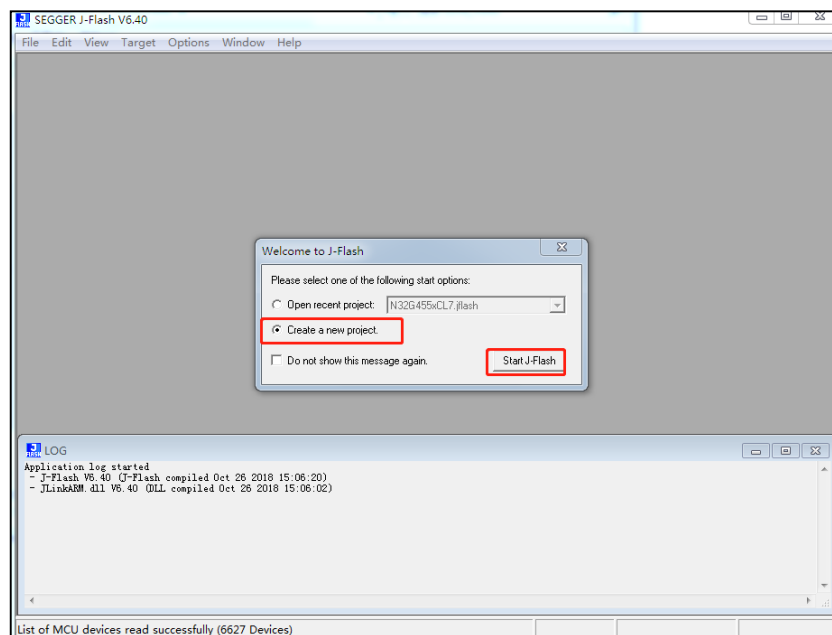 SEGGER J-Flash V6.40
File Edit View Target Options Window Help
Welcome to J-Flash
Please select one of the following start options:
Open recent project: N32G455xCL7.jflash
Create a new project.
Do not show this message again. Start J-Flash
LOG
Application log started
- J-Flash V6.40 (J-Flash compiled Oct 26 2018 15:06:20)
- JLinkARM.dll V6.40 (DLL compiled Oct 26 2018 15:06:02)
List of MCU devices read successfully (6627 Devices)